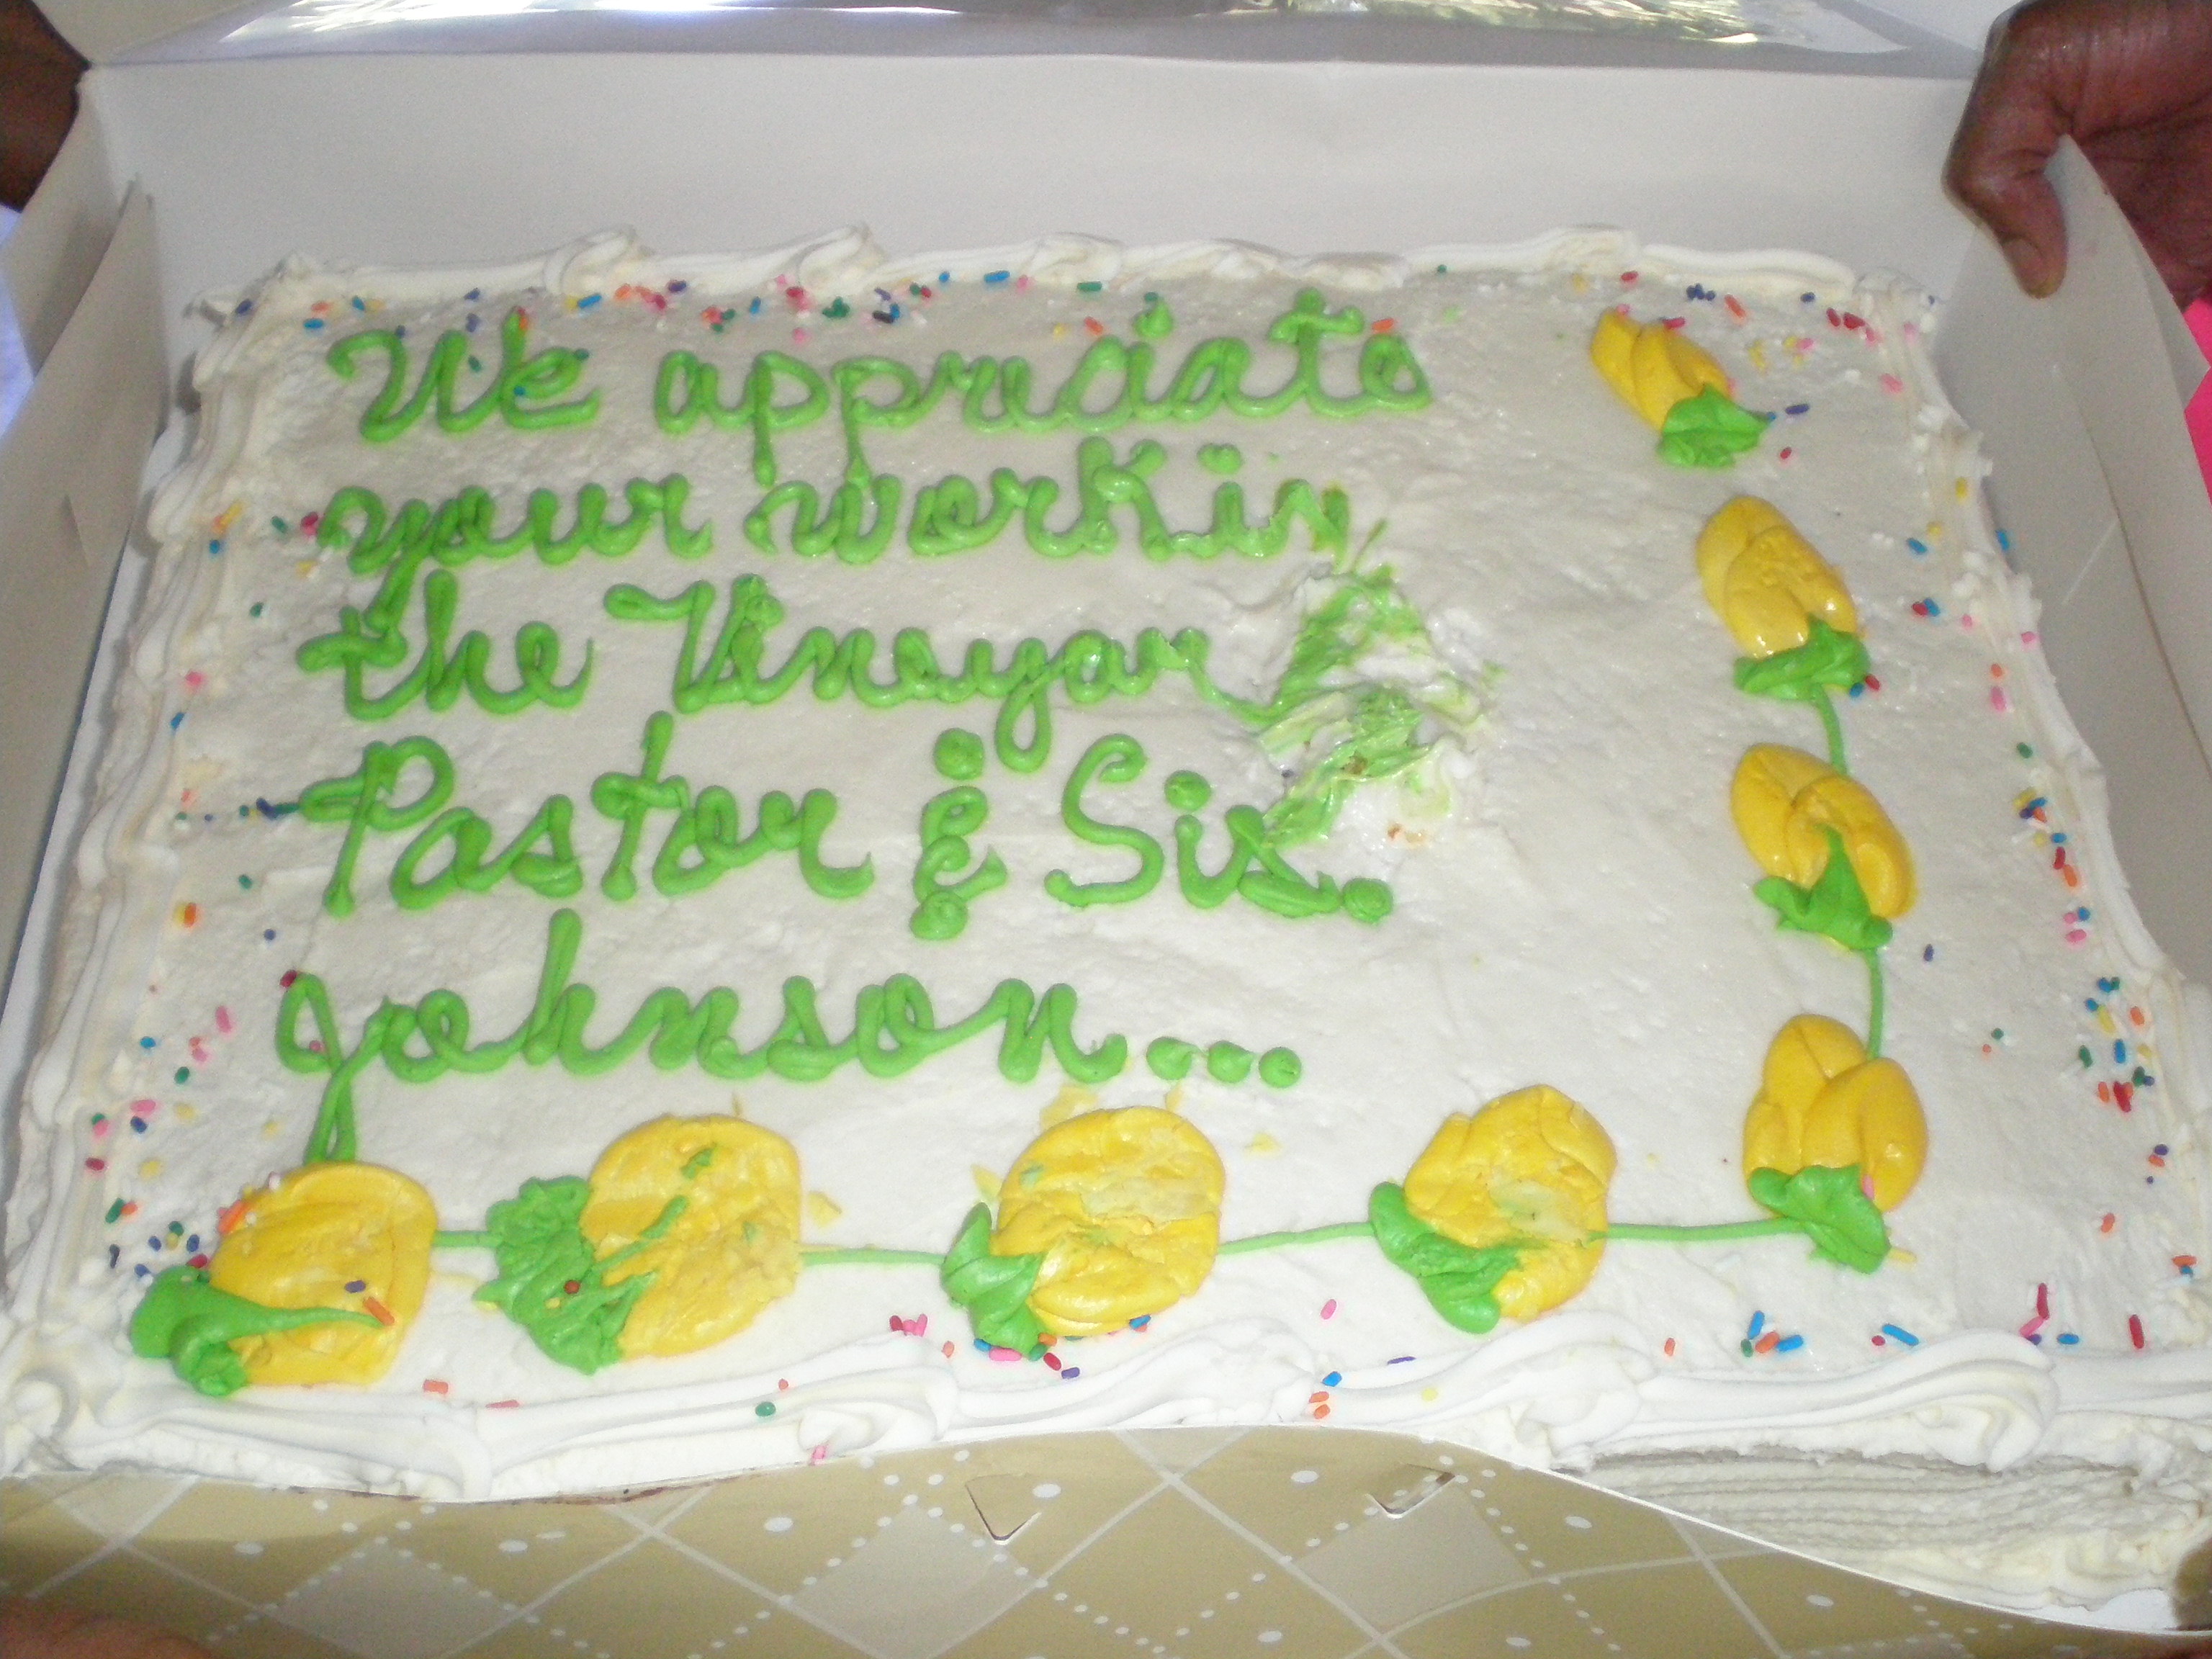 We appreciate
your work in
the Vineyar
Pastor & Sis.
Johnson...